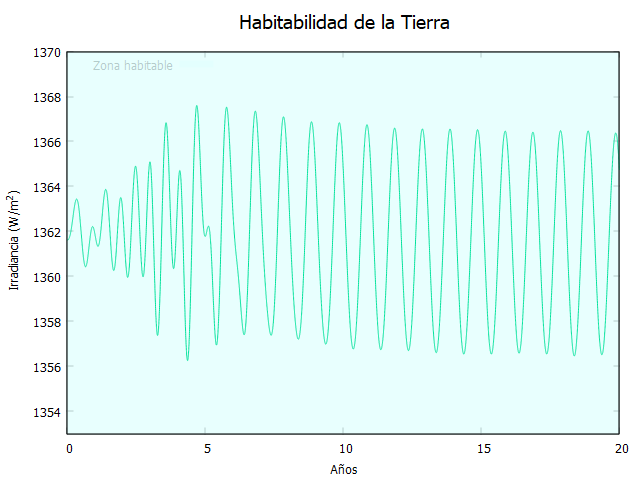 Habitabilidad de la Tierra
Zona habitable
1370
1368
1366
1364
1362
1360
1358
1356
1354
Irradiancia (W/m²)
0 5 10 15 20
Años